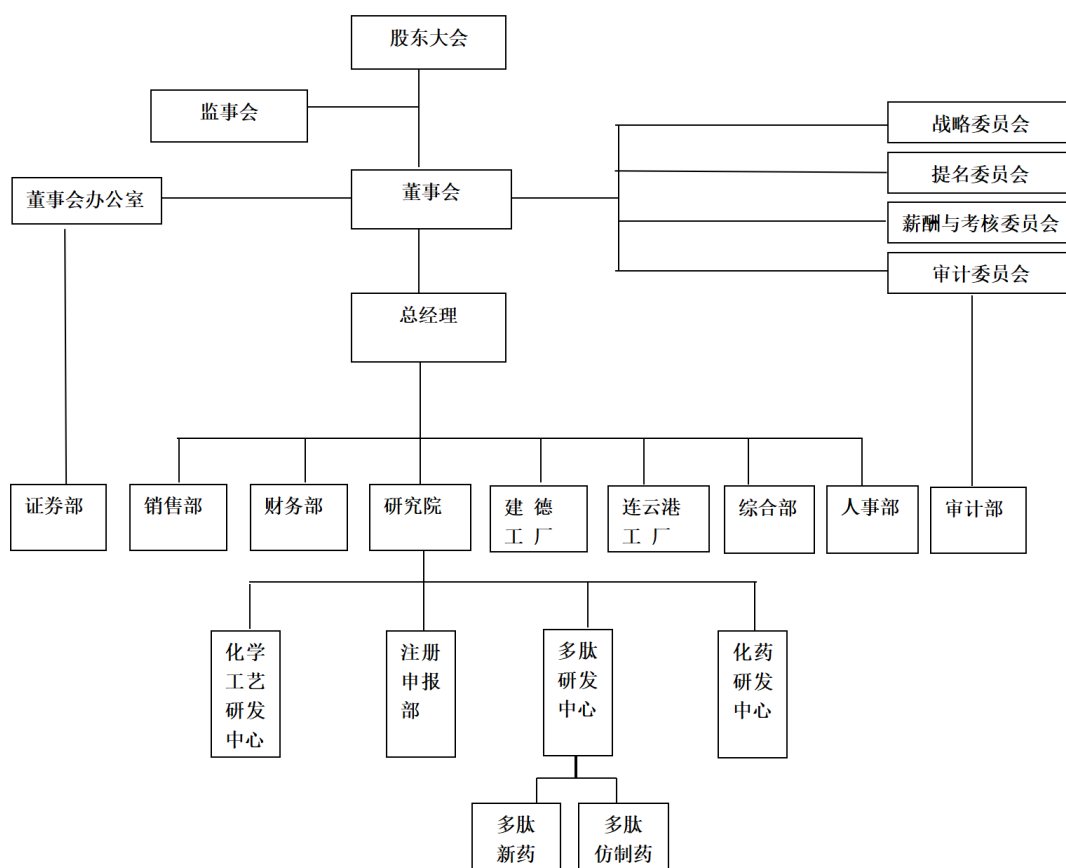 股东大会
监事会
战略委员会
提名委员会
董事会办公室
董事会
薪酬与考核委员会
审计委员会
总经理
证券部
销售部
财务部
研究院
建 德
工 厂
连云港
工 厂
综合部
人事部
审计部
化学
工艺
研发
中心
注册
申报
部
多肽
研发
中心
化药
研发
中心
多肽
新药
多肽
仿制药